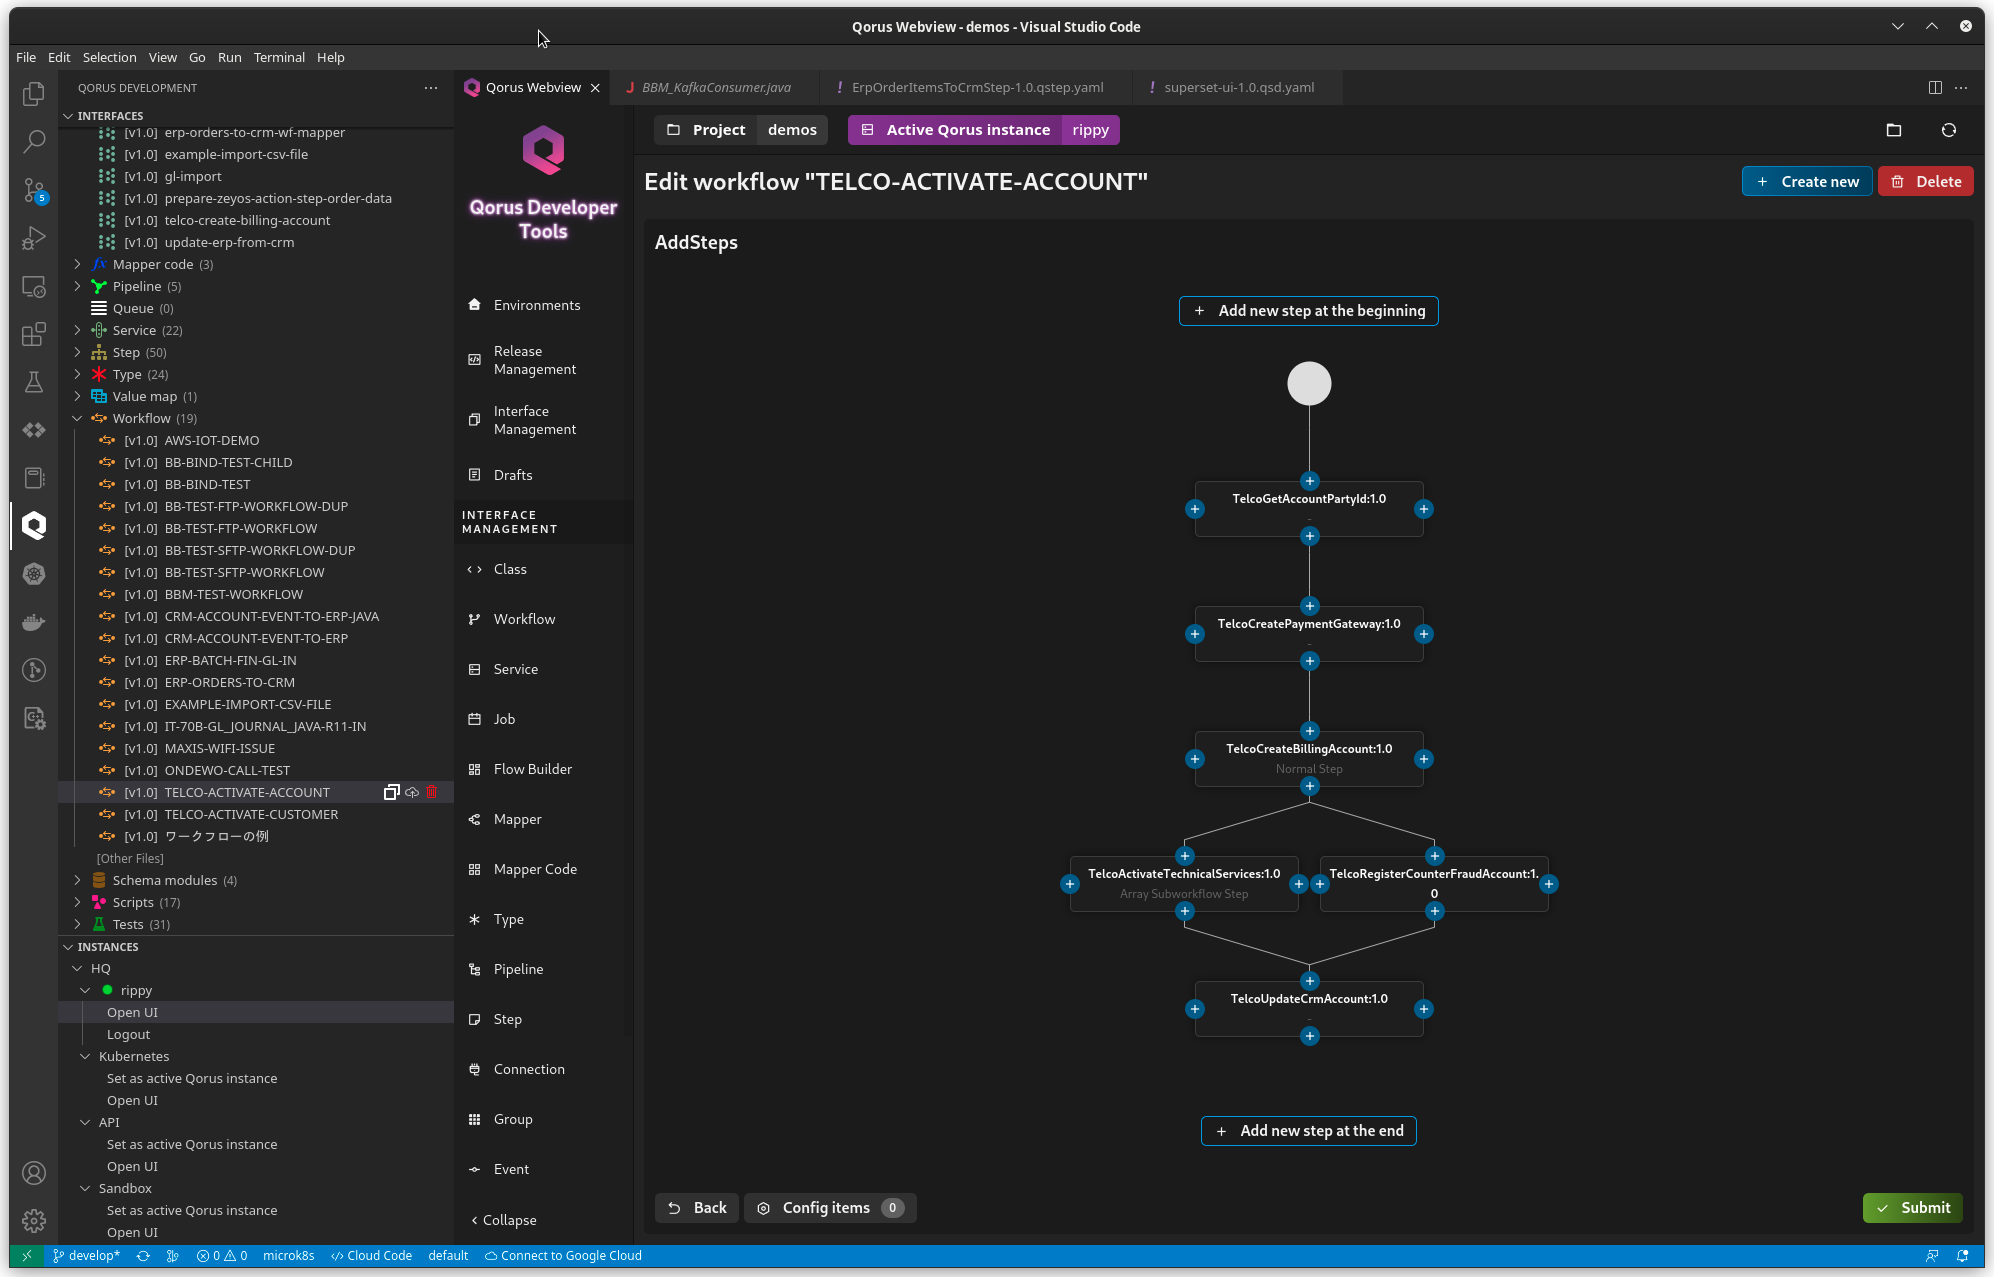 Qorus Webview - demos - Visual Studio Code
File Edit Selection View Go Run Terminal Help
QORUS DEVELOPMENT
INTERFACES
[v1.0] erp-orders-to-crm-wf-mapper
[v1.0] example-import-csv-file
[v1.0] gl-import
[v1.0] prepare-zeyos-action-step-order-data
[v1.0] telco-create-billing-account
[v1.0] update-erp-from-crm
Mapper code (3)
Pipeline (5)
Queue (0)
Service (22)
Step (50)
Type (24)
Value map (1)
Workflow (19)
[v1.0] AWS-IOT-DEMO
[v1.0] BB-BIND-TEST-CHILD
[v1.0] BB-BIND-TEST
[v1.0] BB-TEST-FTP-WORKFLOW-DUP
[v1.0] BB-TEST-FTP-WORKFLOW
[v1.0] BB-TEST-SFTP-WORKFLOW-DUP
[v1.0] BB-TEST-SFTP-WORKFLOW
[v1.0] BBM-TEST-WORKFLOW
[v1.0] CRM-ACCOUNT-EVENT-TO-ERP-JAVA
[v1.0] CRM-ACCOUNT-EVENT-TO-ERP
[v1.0] ERP-BATCH-FIN-GL-IN
[v1.0] ERP-ORDERS-TO-CRM
[v1.0] EXAMPLE-IMPORT-CSV-FILE
[v1.0] IT-70B-GL_JOURNAL_JAVA-R11-IN
[v1.0] MAXIS-WIFI-ISSUE
[v1.0] ONDEWO-CALL-TEST
[v1.0] TELCO-ACTIVATE-ACCOUNT
[v1.0] TELCO-ACTIVATE-CUSTOMER
[v1.0] ワークフローの例
[Other Files]
Schema modules (4)
Scripts (17)
Tests (31)
INSTANCES
HQ
rippy
Open UI
Logout
Kubernetes
Set as active Qorus instance
Open UI
API
Set as active Qorus instance
Open UI
Sandbox
Set as active Qorus instance
Open UI
5
Qorus Webview
J BBM_KafkaConsumer.java
! ErpOrderItemsToCrmStep-1.0.qstep.yaml
! superset-ui-1.0.qsd.yaml
Qorus Developer
Tools
Environments
Release
Management
Interface
Management
Drafts
INTERFACE
MANAGEMENT
Class
Workflow
Service
Job
Flow Builder
Mapper
Mapper Code
Type
Pipeline
Step
Connection
Group
Event
Collapse
Project demos
Active Qorus instance rippy
Edit workflow "TELCO-ACTIVATE-ACCOUNT"
Create new
Delete
AddSteps
Add new step at the beginning
TelcoGetAccountPartyId:1.0
TelcoCreatePaymentGateway:1.0
TelcoCreateBillingAccount:1.0
Normal Step
TelcoActivateTechnicalServices:1.0
Array Subworkflow Step
TelcoRegisterCounterFraudAccount:1.
0
TelcoUpdateCrmAccount:1.0
Add new step at the end
Back
Config items 0
Submit
develop* 0 0 microk8s Cloud Code default Connect to Google Cloud